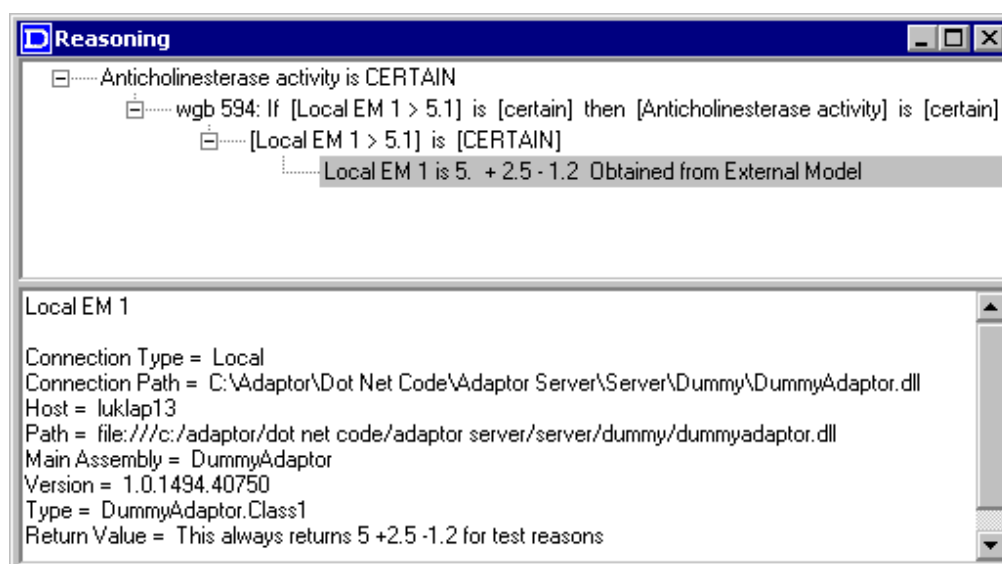 D Reasoning
Anticholinesterase activity is CERTAIN
wgb 594: If [Local EM 1 > 5.1] is [certain] then [Anticholinesterase activity] is [certain]
[Local EM 1 > 5.1] is [CERTAIN]
Local EM 1 is 5. + 2.5 - 1.2 Obtained from External Model
Local EM 1
Connection Type = Local
Connection Path = C:\Adaptor\Dot Net Code\Adaptor Server\Server\Dummy\DummyAdaptor.dll
Host = luklap13
Path = file:///c:/adaptor/dot net code/adaptor server/server/dummy/dummyadaptor.dll
Main Assembly = DummyAdaptor
Version = 1.0.1494.40750
Type = DummyAdaptor.Class1
Return Value = This always returns 5 +2.5 -1.2 for test reasons